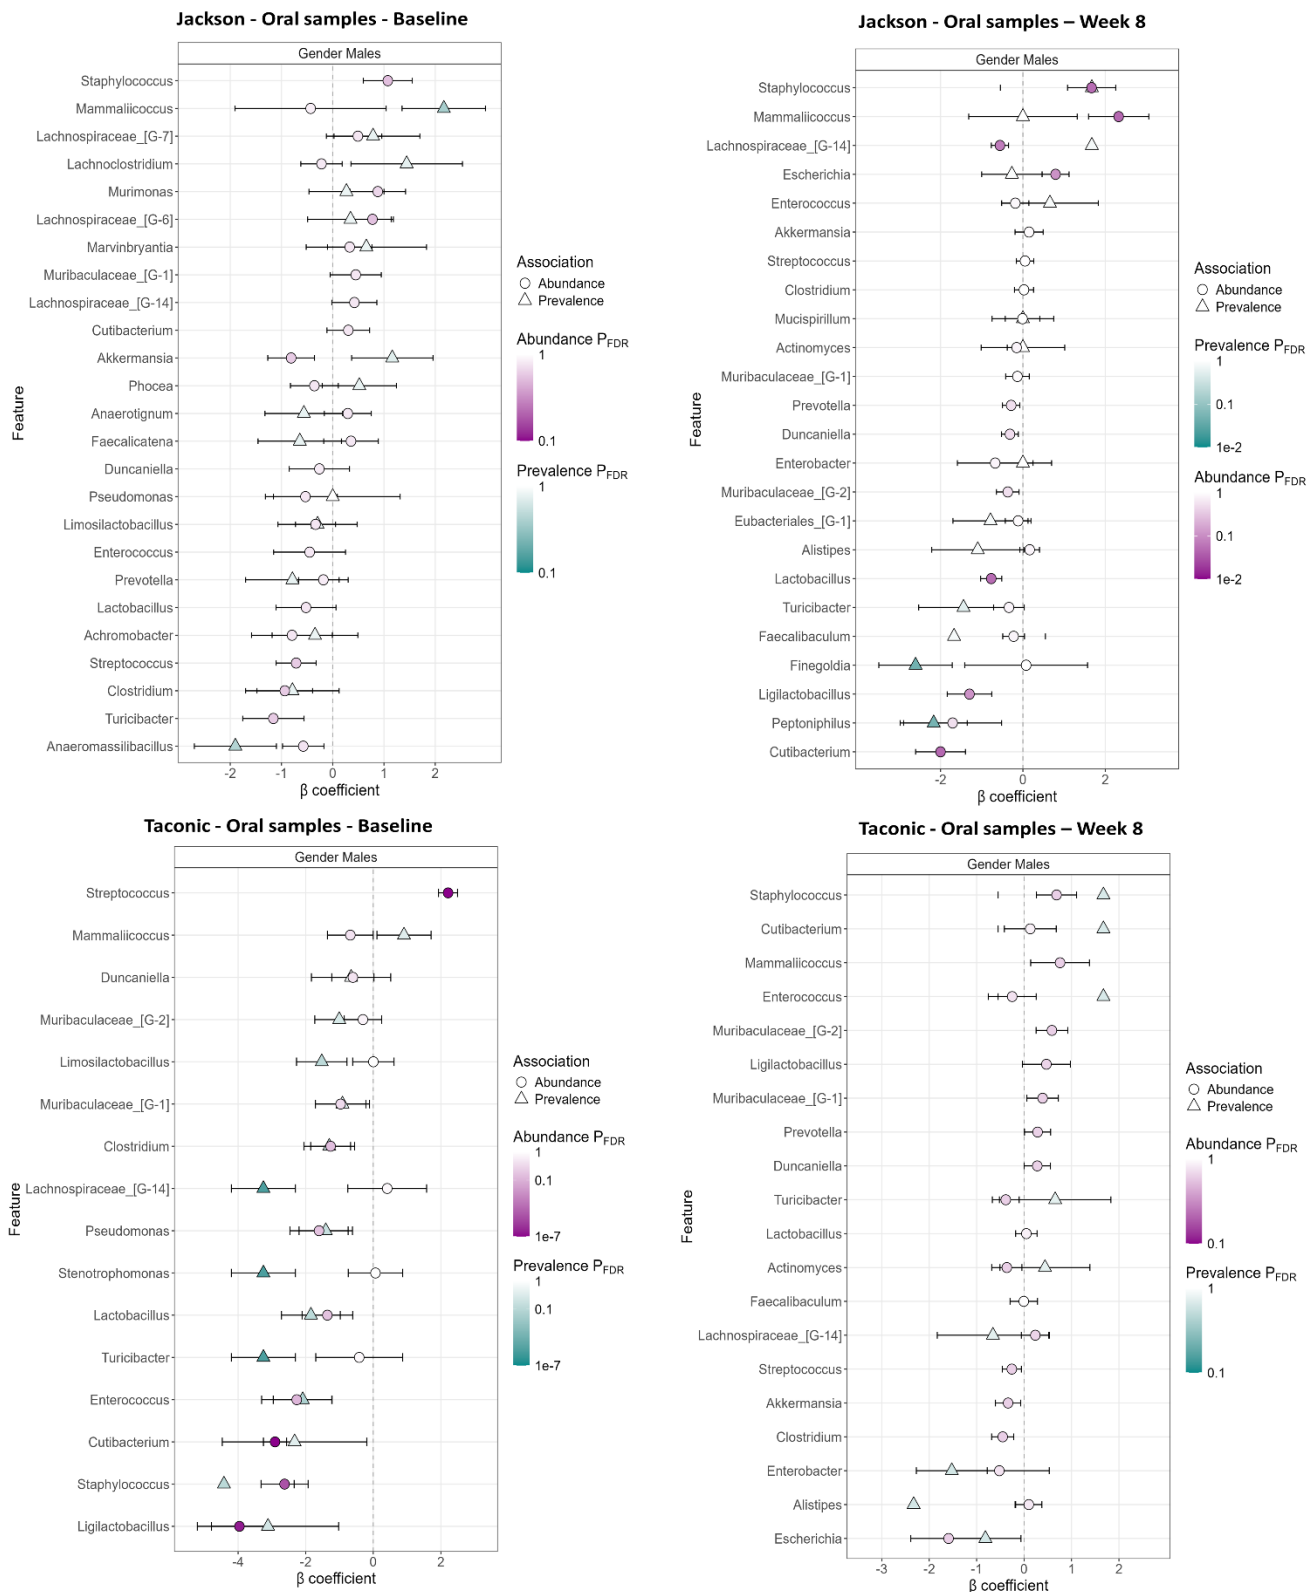 Jackson - Oral samples - Baseline
Gender Males
Staphylococcus
Mammaliicoccus
Lachnospiraceae_[G-7]
Lachnoclostridium
Murimonas
Lachnospiraceae_[G-6]
Marvinbryantia
Muribaculaceae_[G-1]
Lachnospiraceae_[G-14]
Cutibacterium
Akkermansia
Phocea
Anaerotignum
Faecalicatena
Duncaniella
Pseudomonas
Limosilactobacillus
Enterococcus
Prevotella
Lactobacillus
Achromobacter
Streptococcus
Clostridium
Turicibacter
Anaeromassilibacillus
Feature
-2 -1 0 1 2
β coefficient
Association
Abundance
Prevalence
Abundance PFDR
1
0.1
Prevalence PFDR
1
0.1
Jackson - Oral samples – Week 8
Gender Males
Staphylococcus
Mammaliicoccus
Lachnospiraceae_[G-14]
Escherichia
Enterococcus
Akkermansia
Streptococcus
Clostridium
Mucispirillum
Actinomyces
Muribaculaceae_[G-1]
Prevotella
Duncaniella
Enterobacter
Muribaculaceae_[G-2]
Eubacteriales_[G-1]
Alistipes
Lactobacillus
Turicibacter
Faecalibaculum
Finegoldia
Ligilactobacillus
Peptoniphilus
Cutibacterium
Feature
-2 0 2
β coefficient
Association
Abundance
Prevalence
Prevalence PFDR
1
0.1
1e-2
Abundance PFDR
1
0.1
1e-2
Taconic - Oral samples - Baseline
Gender Males
Streptococcus
Mammaliicoccus
Duncaniella
Muribaculaceae_[G-2]
Limosilactobacillus
Muribaculaceae_[G-1]
Clostridium
Lachnospiraceae_[G-14]
Pseudomonas
Stenotrophomonas
Lactobacillus
Turicibacter
Enterococcus
Cutibacterium
Staphylococcus
Ligilactobacillus
Feature
-4 -2 0
β coefficient
Association
Abundance
Prevalence
Abundance PFDR
1
0.1
1e-7
Prevalence PFDR
1
0.1
1e-7
Taconic - Oral samples – Week 8
Gender Males
Staphylococcus
Cutibacterium
Mammaliicoccus
Enterococcus
Muribaculaceae_[G-2]
Ligilactobacillus
Muribaculaceae_[G-1]
Prevotella
Duncaniella
Turicibacter
Lactobacillus
Actinomyces
Faecalibaculum
Lachnospiraceae_[G-14]
Streptococcus
Akkermansia
Clostridium
Enterobacter
Alistipes
Escherichia
Feature
-3 -2 -1 0 1 2
β coefficient
Association
Abundance
Prevalence
Abundance PFDR
1
0.1
Prevalence PFDR
1
0.1